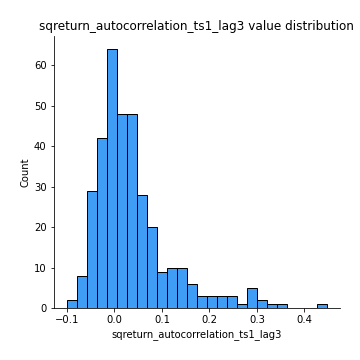 sqreturn_autocorrelation_ts1_lag3 value distribution
Count
60
50
40
30
20
10
0
−0.1 0.0 0.1 0.2 0.3 0.4
sqreturn_autocorrelation_ts1_lag3